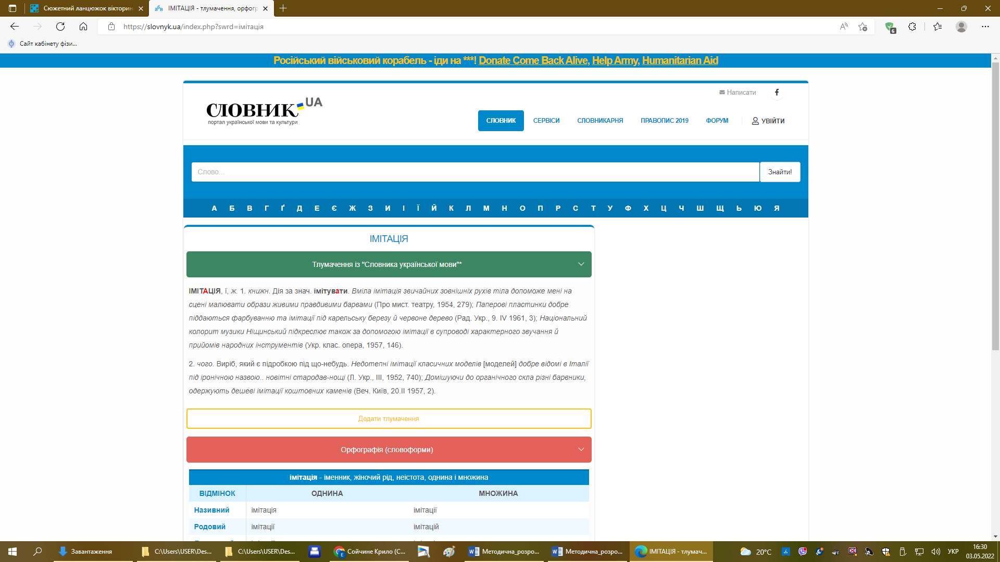 Сюжетний ланцюжок вікторин
ІМІТАЦІЯ - тлумачення, орфогр
https://slovnyk.ua/index.php?swrd=імітація
6
Сайт кабінету фізи...
Російський військовий корабель - іди на ***! Donate Come Back Alive, Help Army, Humanitarian Aid
Написати
СЛОВНИК UA
портал української мови та культури
СЛОВНИК СЕРВІСИ СЛОВНИКАРНЯ ПРАВОПИС 2019 ФОРУМ УВІЙТИ
Слово... Знайти!
А Б В Г Ґ Д Е Є Ж З И І Ї Й К Л М Н О П Р С Т У Ф Х Ц Ч Ш Щ Ь Ю Я
ІМІТАЦІЯ
Тлумачення із "Словника української мови"*
ІМІТАЦІЯ, ї, ж. 1. книжн. Дія за знач. імітувати. Вміла імітація звичайних зовнішніх рухів тіла допоможе мені на
сцені малювати образи живими правдивими барвами (Про мист. театру, 1954, 279); Паперові пластинки добре
піддаються фарбуванню та імітації під карельську березу й червоне дерево (Рад. Укр., 9. IV 1961, 3); Національний
колорит музики Ніщинський підкреслює також за допомогою імітації в супроводі характерного звучання й
прийомів народних інструментів (Укр. клас. опера, 1957, 146).
2. чого. Виріб, який є підробкою під що-небудь. Недотепні імітації класичних моделів [моделей] добре відомі в Італії
під іронічною назвою.. новітні стародав-нощі (Л. Укр., III, 1952, 740); Домішуючи до органічного скла різні барвники,
одержують дешеві імітації коштовних каменів (Веч. Київ, 20.II 1957, 2).
Додати тлумачення
Орфографія (словоформи)
імітація - іменник, жіночий рід, неістота, однина і множина
ВІДМІНОК ОДНИНА МНОЖИНА
Називний імітація імітації
Родовий імітації імітацій
Завантаження C:\Users\USER\Des... C:\Users\USER\Des... Сойчине Крило (С... Методична_розро... Методична_розро... ІМІТАЦІЯ - тлумач... 20°C УКР 16:30
03.05.2022